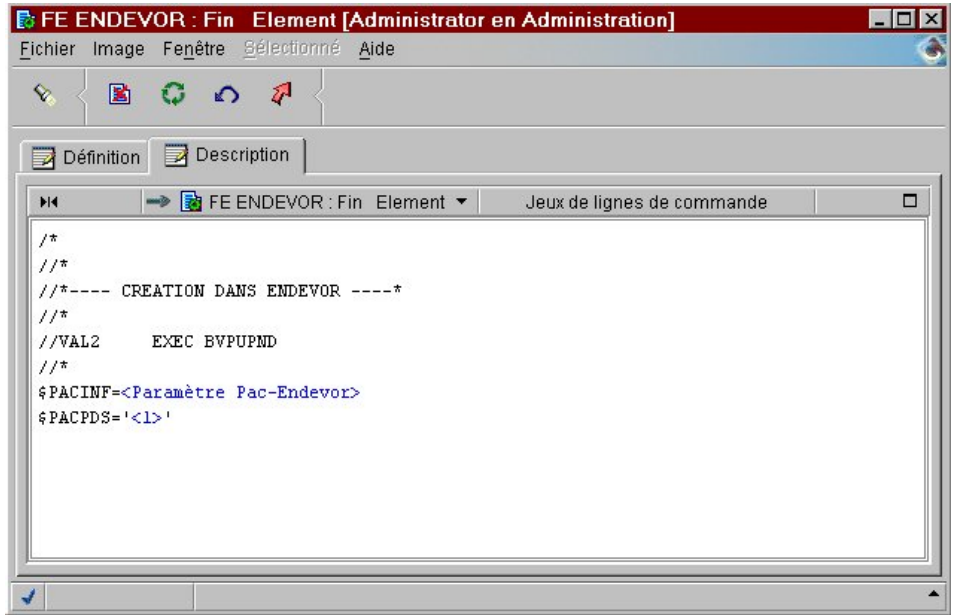 FE ENDEVOR : Fin Element [Administrator en Administration]
Fichier Image Fenêtre Sélectionné Aide
Définition Description
FE ENDEVOR : Fin Element Jeux de lignes de commande
/*
//*
//*---- CREATION DANS ENDEVOR ----*
//*
//VAL2 EXEC BVPUPND
//*
$PACINF=<Paramètre Pac-Endevor>
$PACPDS='<1>'